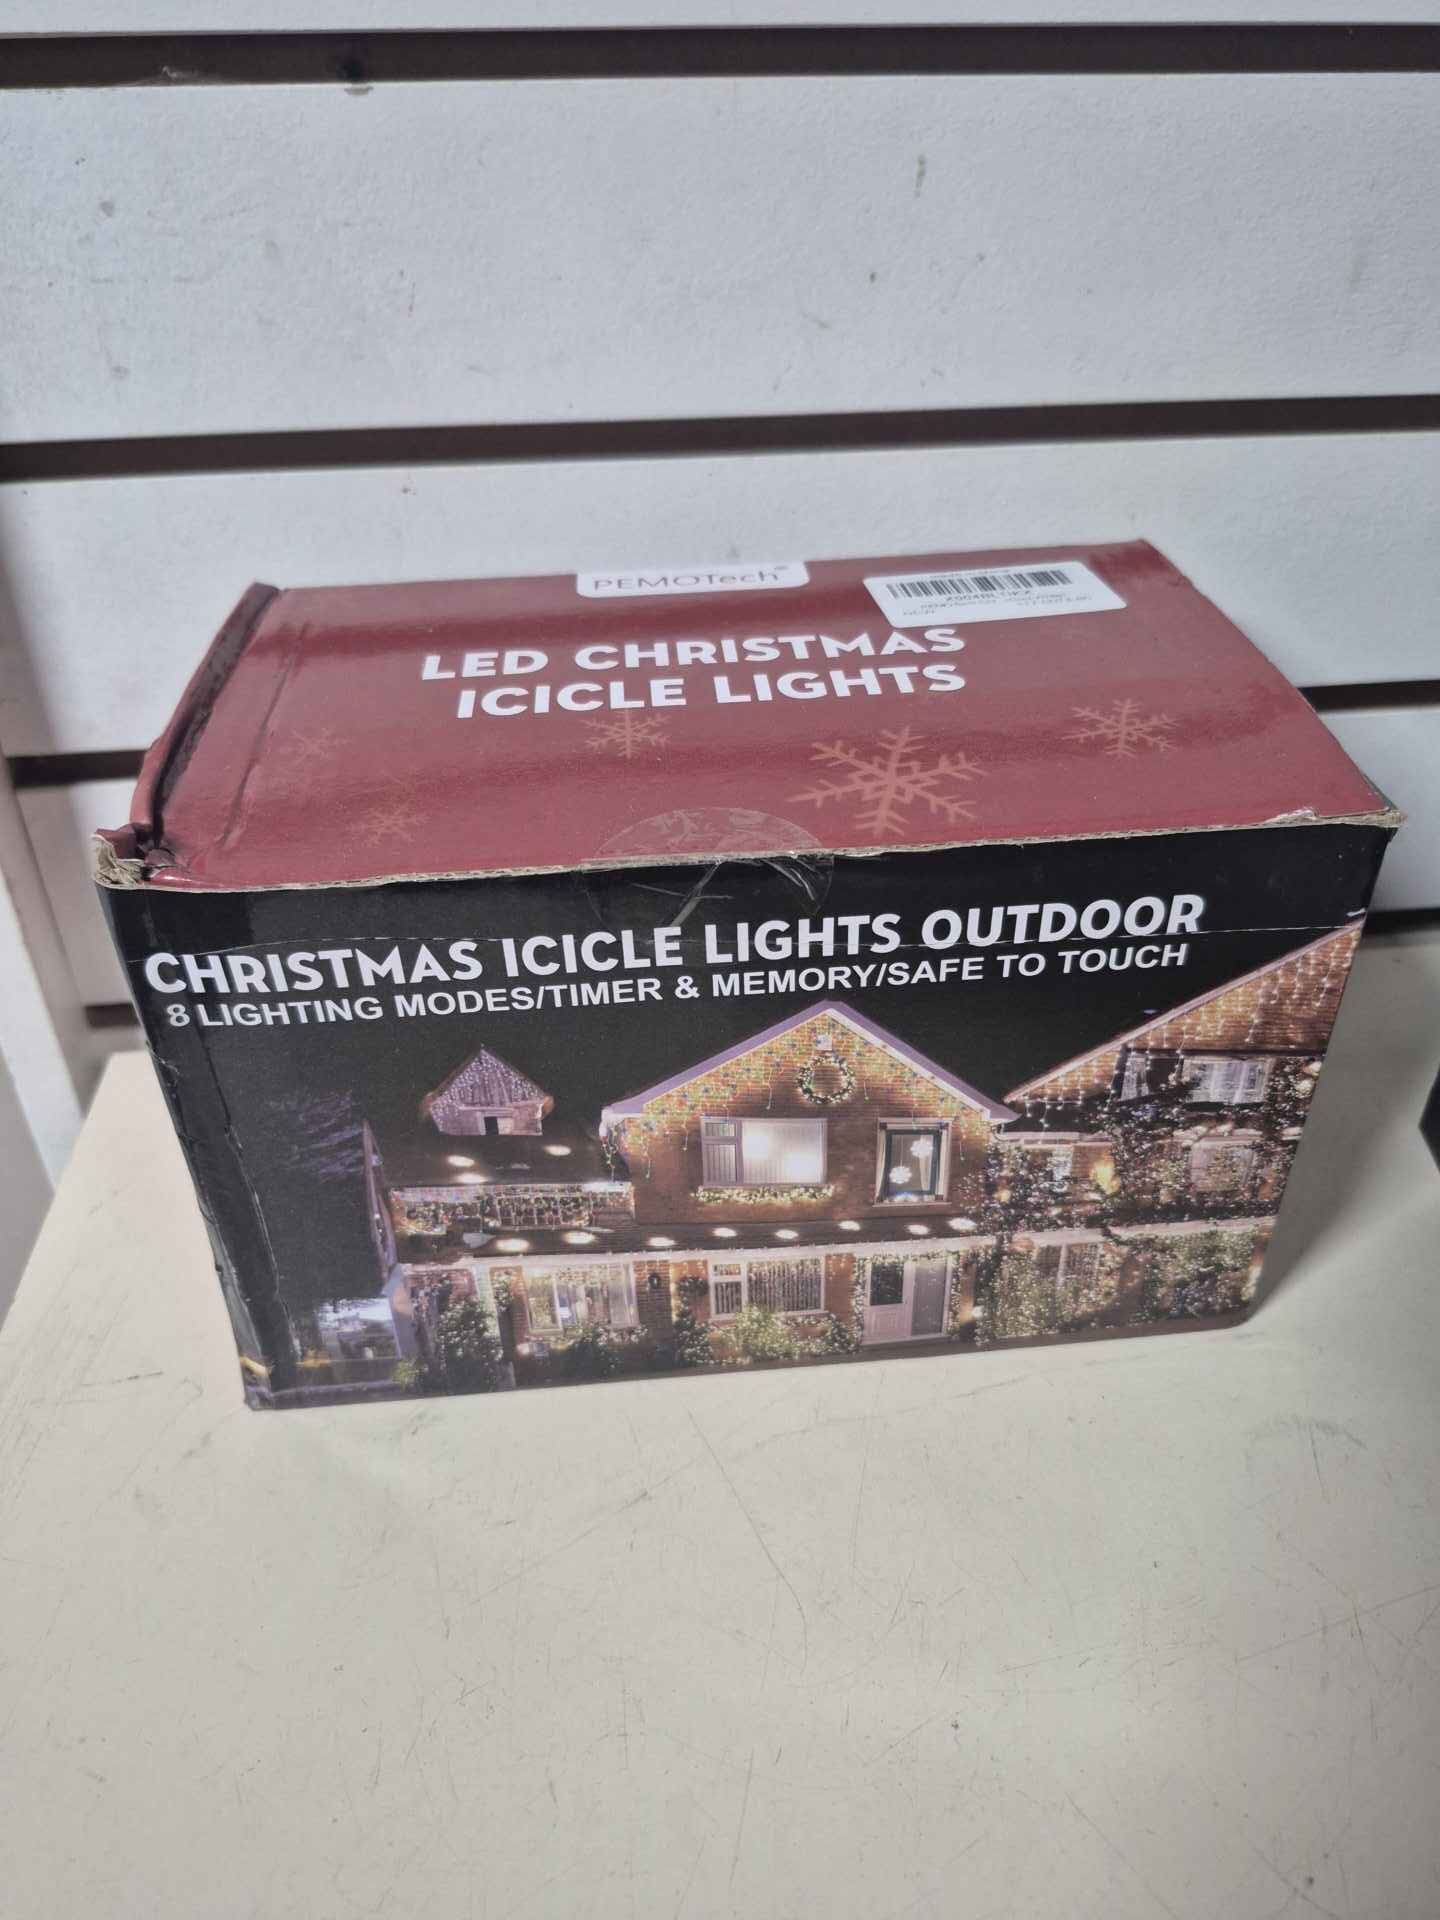 PEMOTech
LED CHRISTMAS
ICICLE LIGHTS
CHRISTMAS ICICLE LIGHTS OUTDOOR
8 LIGHTING MODES/TIMER & MEMORY/SAFE TO TOUCH